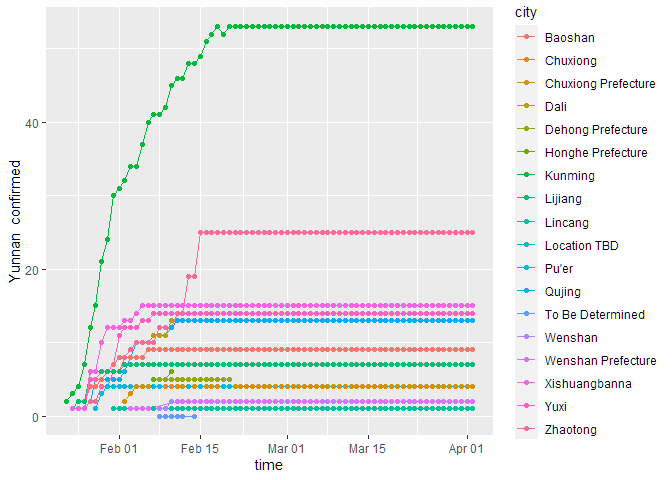 city
Baoshan
Chuxiong
Chuxiong Prefecture
Dali
Dehong Prefecture
Honghe Prefecture
Kunming
Lijiang
Lincang
Location TBD
Pu'er
Qujing
To Be Determined
Wenshan
Wenshan Prefecture
Xishuangbanna
Yuxi
Zhaotong
Yunnan confirmed
40
20
0
Feb 01 Feb 15 Mar 01 Mar 15 Apr 01
time